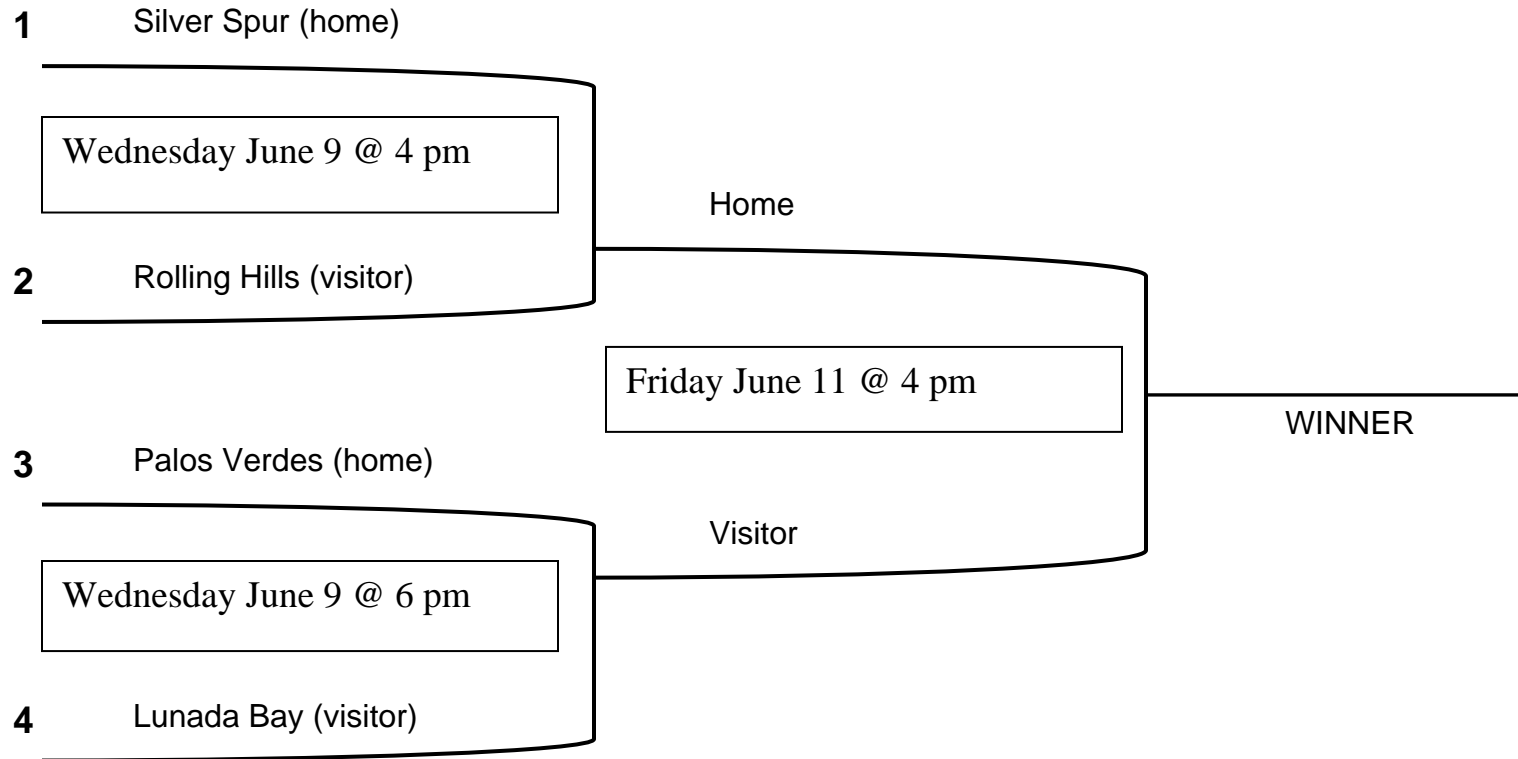 1 Silver Spur (home)
Wednesday June 9 @ 4 pm
Home
2 Rolling Hills (visitor)
Friday June 11 @ 4 pm
WINNER
3 Palos Verdes (home)
Visitor
Wednesday June 9 @ 6 pm
4 Lunada Bay (visitor)